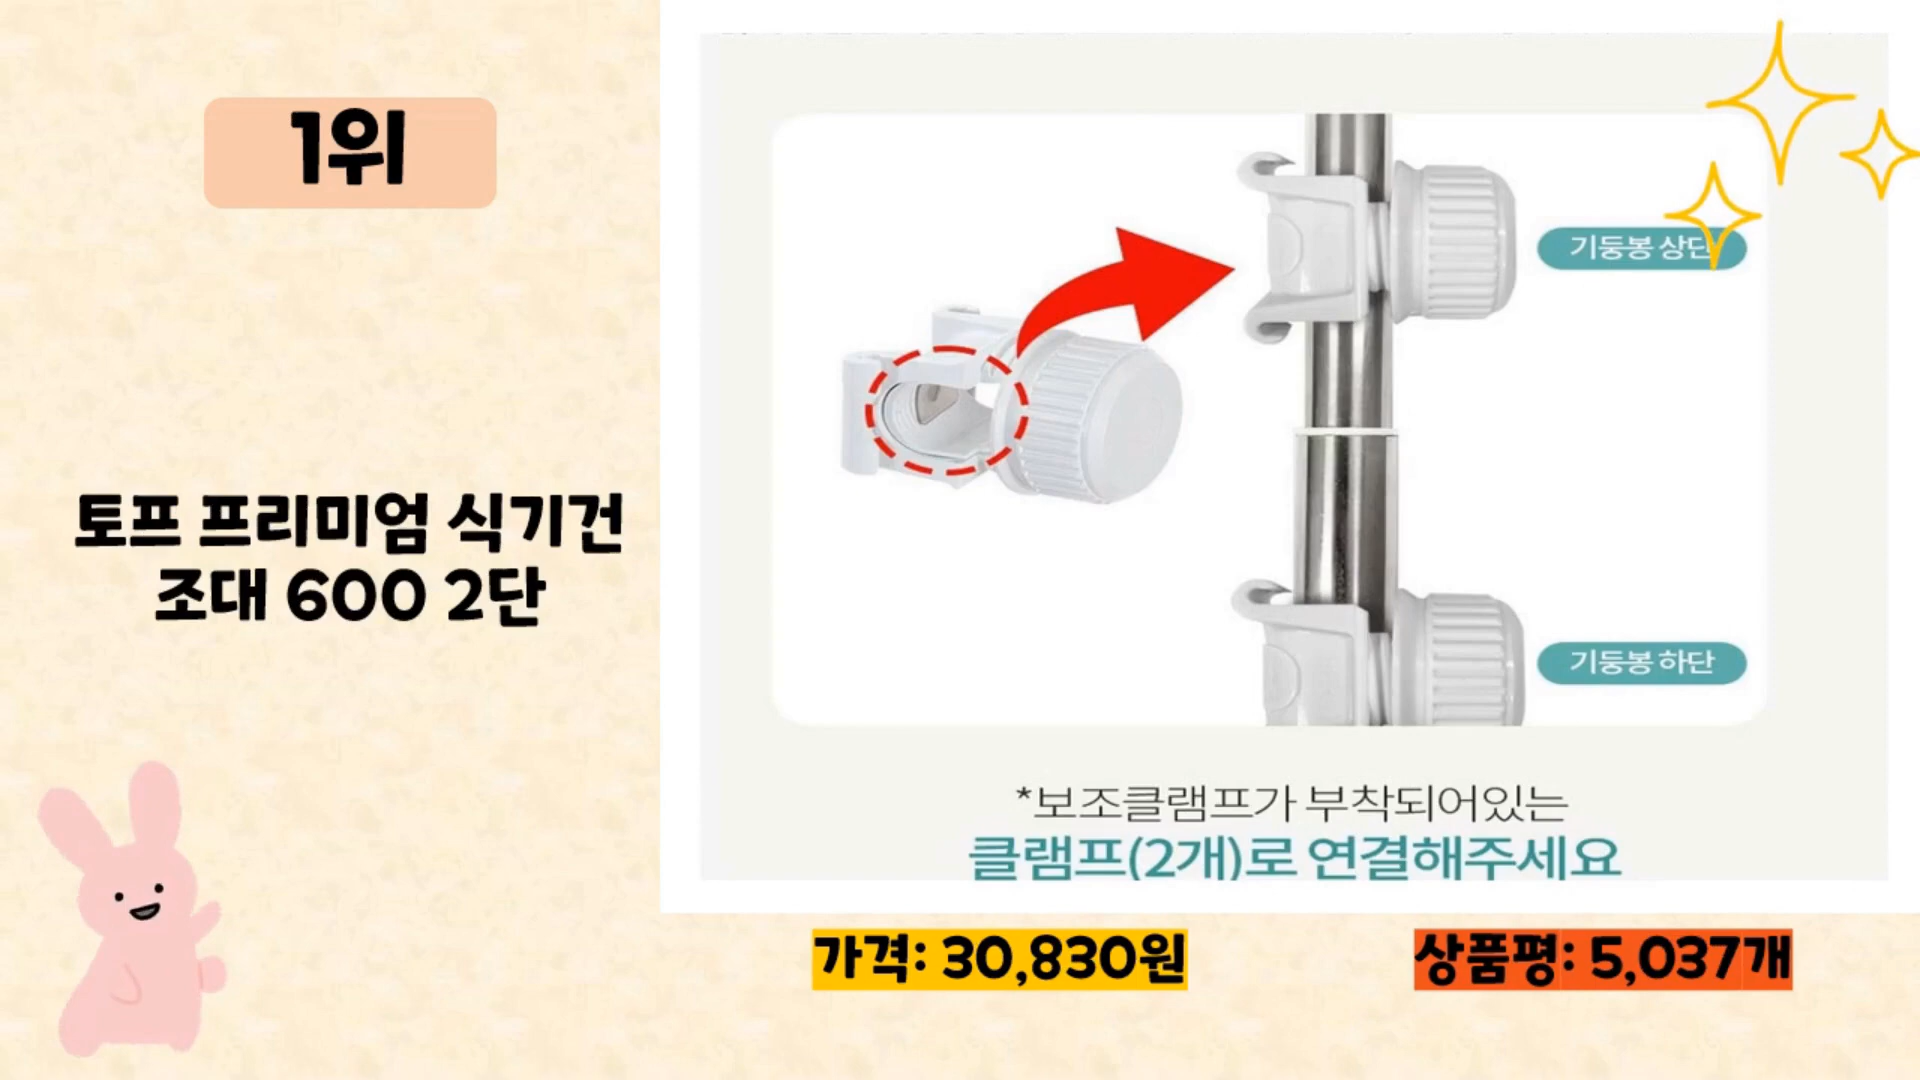 1위
토프 프리미엄 식기건
조대 600 2단
기둥봉 상단
기둥봉 하단
*보조클램프가 부착되어있는
클램프(2개)로 연결해주세요
가격: 30,830원
상품평: 5,037개